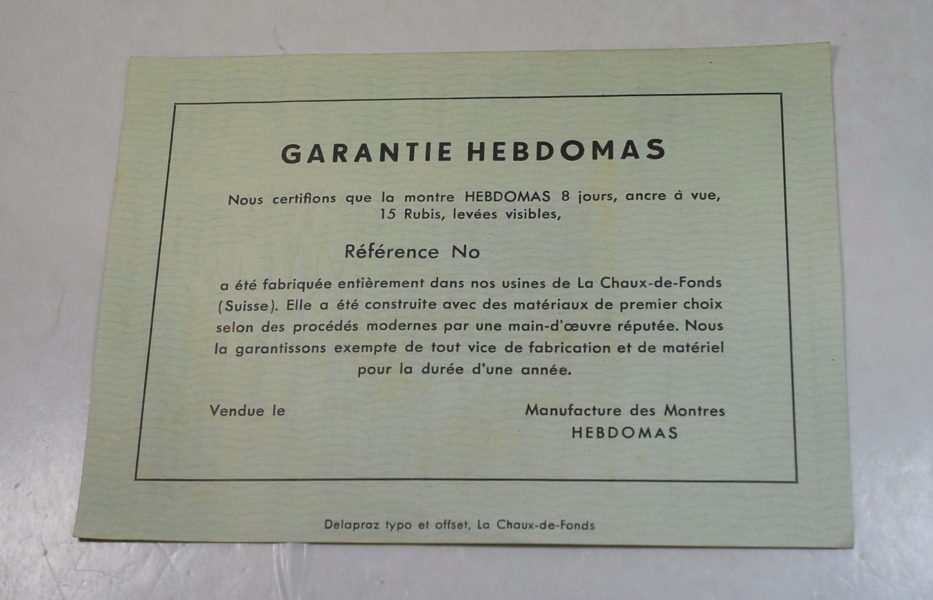 GARANTIE HEBDOMAS
Nous certifions que la montre HEBDOMAS 8 jours, ancre à vue,
15 Rubis, levées visibles,
Référence No
a été fabriquée entièrement dans nos usines de La Chaux-de-Fonds
(Suisse). Elle a été construite avec des matériaux de premier choix
selon des procédés modernes par une main-d'œuvre réputée. Nous
la garantissons exempte de tout vice de fabrication et de matériel
pour la durée d'une année.
Vendue le
Manufacture des Montres
HEBDOMAS
Delapraz typo et offset, La Chaux-de-Fonds